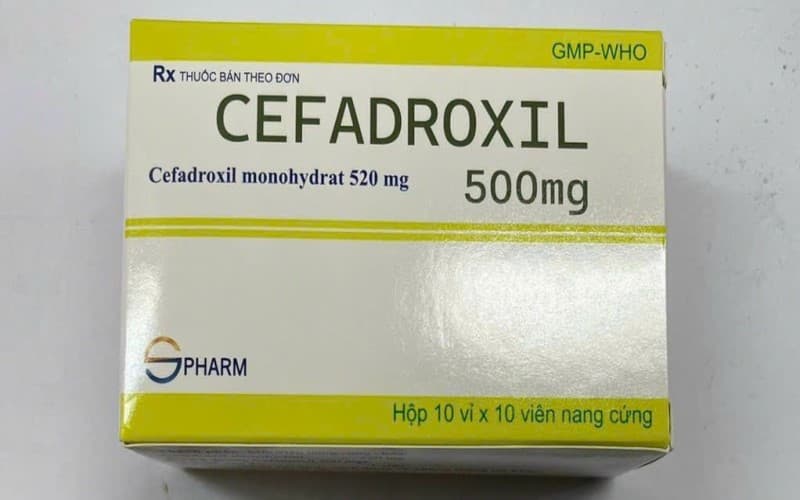 GMP-WHO
Rx THUỐC BÁN THEO ĐƠN
CEFADROXIL
Cefadroxil monohydrat 520 mg
500mg
PHARM
Hộp 10 vỉ x 10 viên nang cứng